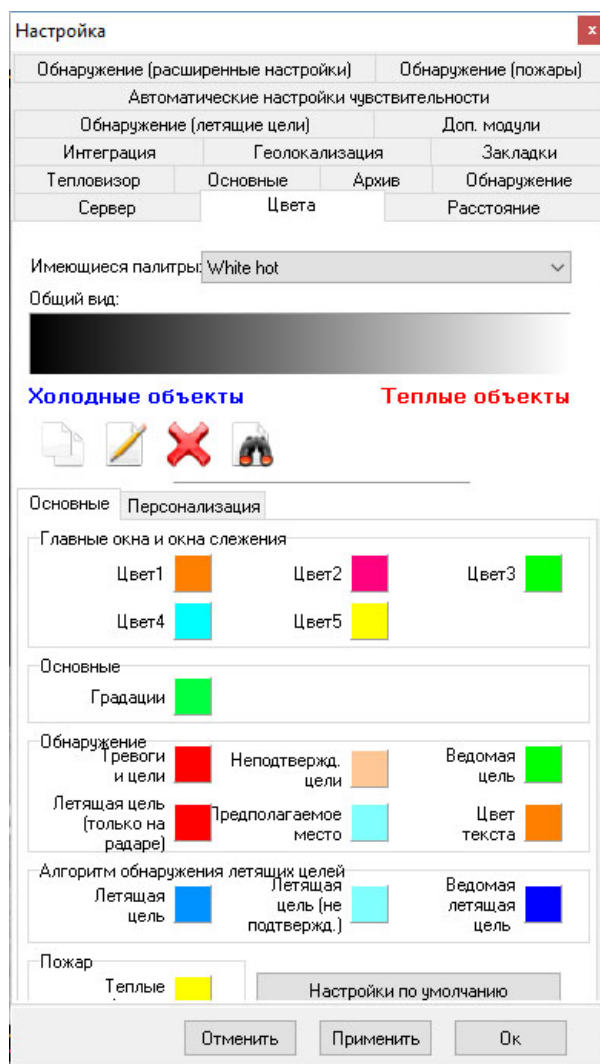 Настройка
x
Обнаружение (расширенные настройки) Обнаружение (пожары)
Автоматические настройки чувствительности
Обнаружение (летящие цели) Доп. модули
Интеграция Геолокализация Закладки
Тепловизор Основные Архив Обнаружение
Сервер Цвета Расстояние
Имеющиеся палитры: White hot
Общий вид:
Холодные объекты Теплые объекты
Основные Персонализация
Главные окна и окна слежения
Цвет1 Цвет2 Цвет3
Цвет4 Цвет5
Основные
Градации
Обнаружение
Тревоги и цели
Неподтвержд. цели
Ведомая цель
Летящая цель (только на радаре)
Предполагаемое место
Цвет текста
Алгоритм обнаружения летящих целей
Летящая цель
Летящая цель (не подтвержд.)
Ведомая летящая цель
Пожар
Теплые
Настройки по умолчанию
Отменить Применить Ок